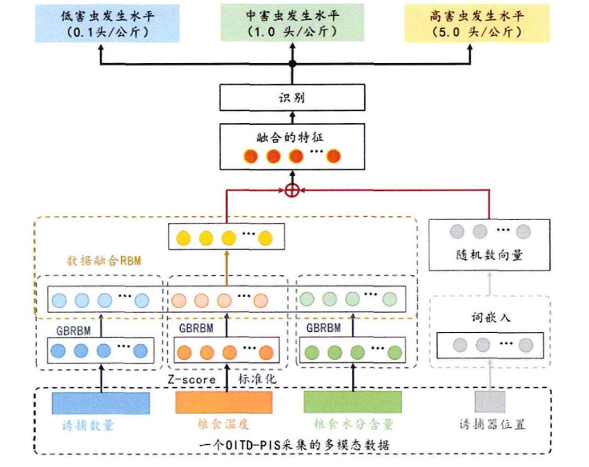 低害虫发生水平
(0.1头/公斤)
中害虫发生水平
(1.0 头/公斤)
高害虫发生水平
(5.0 头/公斤)
识别
融合的特征
...
数据融合RBM
...
...
随机数向量
...
...
...
GBRBM
GBRBM
GBRBM
词嵌入
...
...
...
...
Z-score 标准化
诱捕数量
粮食温度
粮食水分含量
诱捕器位置
一个OITD-PIS采集的多模态数据